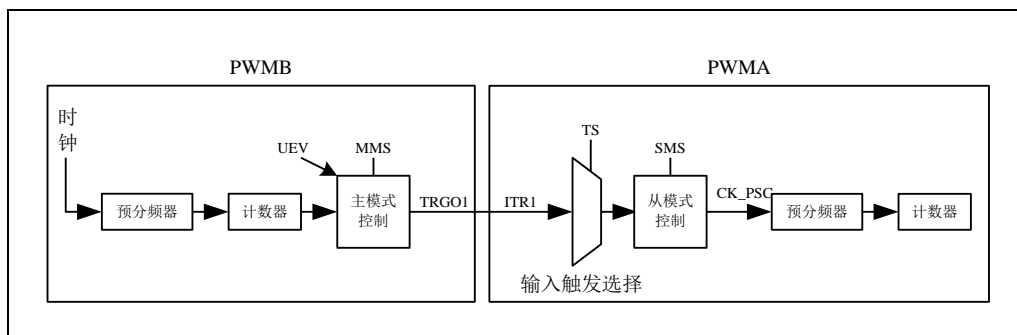 PWMB
PWMA
时
钟
UEV
MMS
TS
SMS
预分频器
计数器
主模式
控制
TRGO1
ITR1
从模式
控制
CK_PSC
预分频器
计数器
输入触发选择